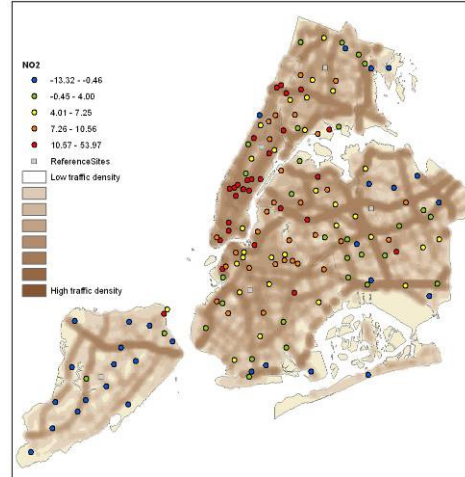 NO2
-13.32 - -0.46
-0.45 - 4.00
4.01 - 7.25
7.26 - 10.56
10.57 - 53.97
ReferenceSites
Low traffic density
High traffic density